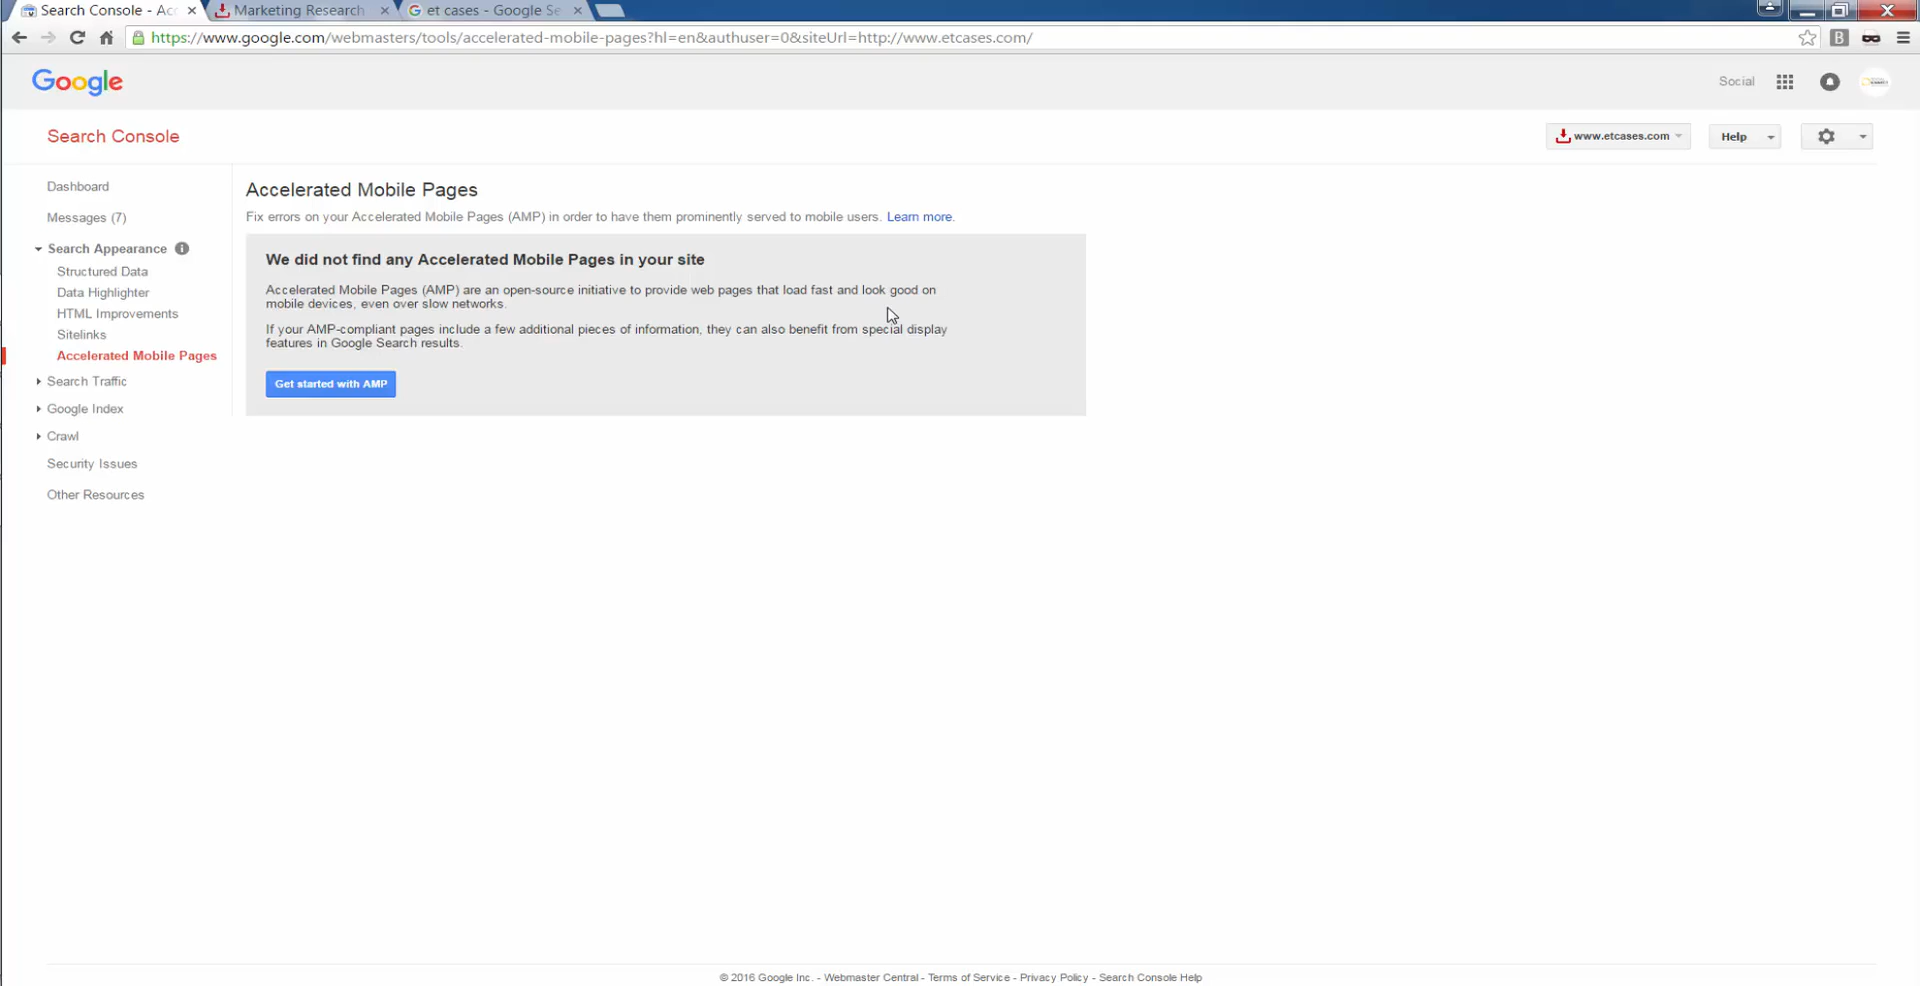 Search Console - Ac
Marketing Research
et cases - Google Se
https://www.google.com/webmasters/tools/accelerated-mobile-pages?hl=en&authuser=0&siteUrl=http://www.etcases.com/
B
Google
Social
Search Console
www.etcases.com
Help
Dashboard
Messages (7)
Search Appearance
Structured Data
Data Highlighter
HTML Improvements
Sitelinks
Accelerated Mobile Pages
Search Traffic
Google Index
Crawl
Security Issues
Other Resources
Accelerated Mobile Pages
Fix errors on your Accelerated Mobile Pages (AMP) in order to have them prominently served to mobile users. Learn more.
We did not find any Accelerated Mobile Pages in your site
Accelerated Mobile Pages (AMP) are an open-source initiative to provide web pages that load fast and look good on
mobile devices, even over slow networks.
If your AMP-compliant pages include a few additional pieces of information, they can also benefit from special display
features in Google Search results.
Get started with AMP
© 2016 Google Inc. - Webmaster Central - Terms of Service - Privacy Policy - Search Console Help